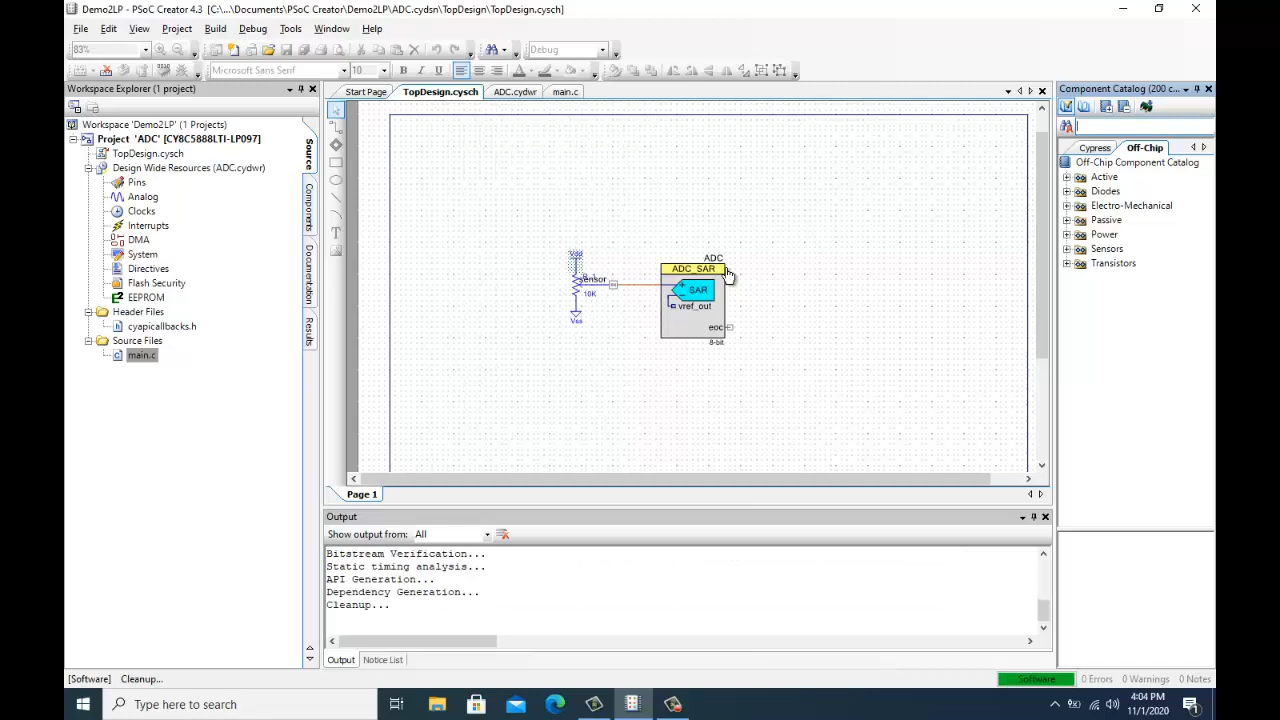 Demo2LP - PSoC Creator 4.3 [C:\...\Documents\PSoC Creator\Demo2LP\ADC.cydsn\TopDesign\TopDesign.cysch]
File Edit View Project Build Debug Tools Window Help
83% Debug
Microsoft Sans Serif 10 B I U A
Workspace Explorer (1 project)
Start Page TopDesign.cysch ADC.cydwr main.c
Component Catalog (200 c...
Workspace 'Demo2LP' (1 Projects)
Project 'ADC' [CY8C5888LTI-LP097]
TopDesign.cysch
Design Wide Resources (ADC.cydwr)
Pins
Analog
Clocks
Interrupts
DMA
System
Directives
Flash Security
EEPROM
Header Files
cyapicallbacks.h
Source Files
main.c
Source
Components
Documentation
Results
T
Vdd
Sensor
10K
Vss
ADC
ADC_SAR
SAR
vref_out
eoc
8-bit
Cypress Off-Chip
Off-Chip Component Catalog
Active
Diodes
Electro-Mechanical
Passive
Power
Sensors
Transistors
Page 1
Output
Show output from: All
Bitstream Verification...
Static timing analysis...
API Generation...
Dependency Generation...
Cleanup...
Output Notice List
[Software] Cleanup... Software 0 Errors 0 Warnings 0 Notes
Type here to search
4:04 PM
11/1/2020
1